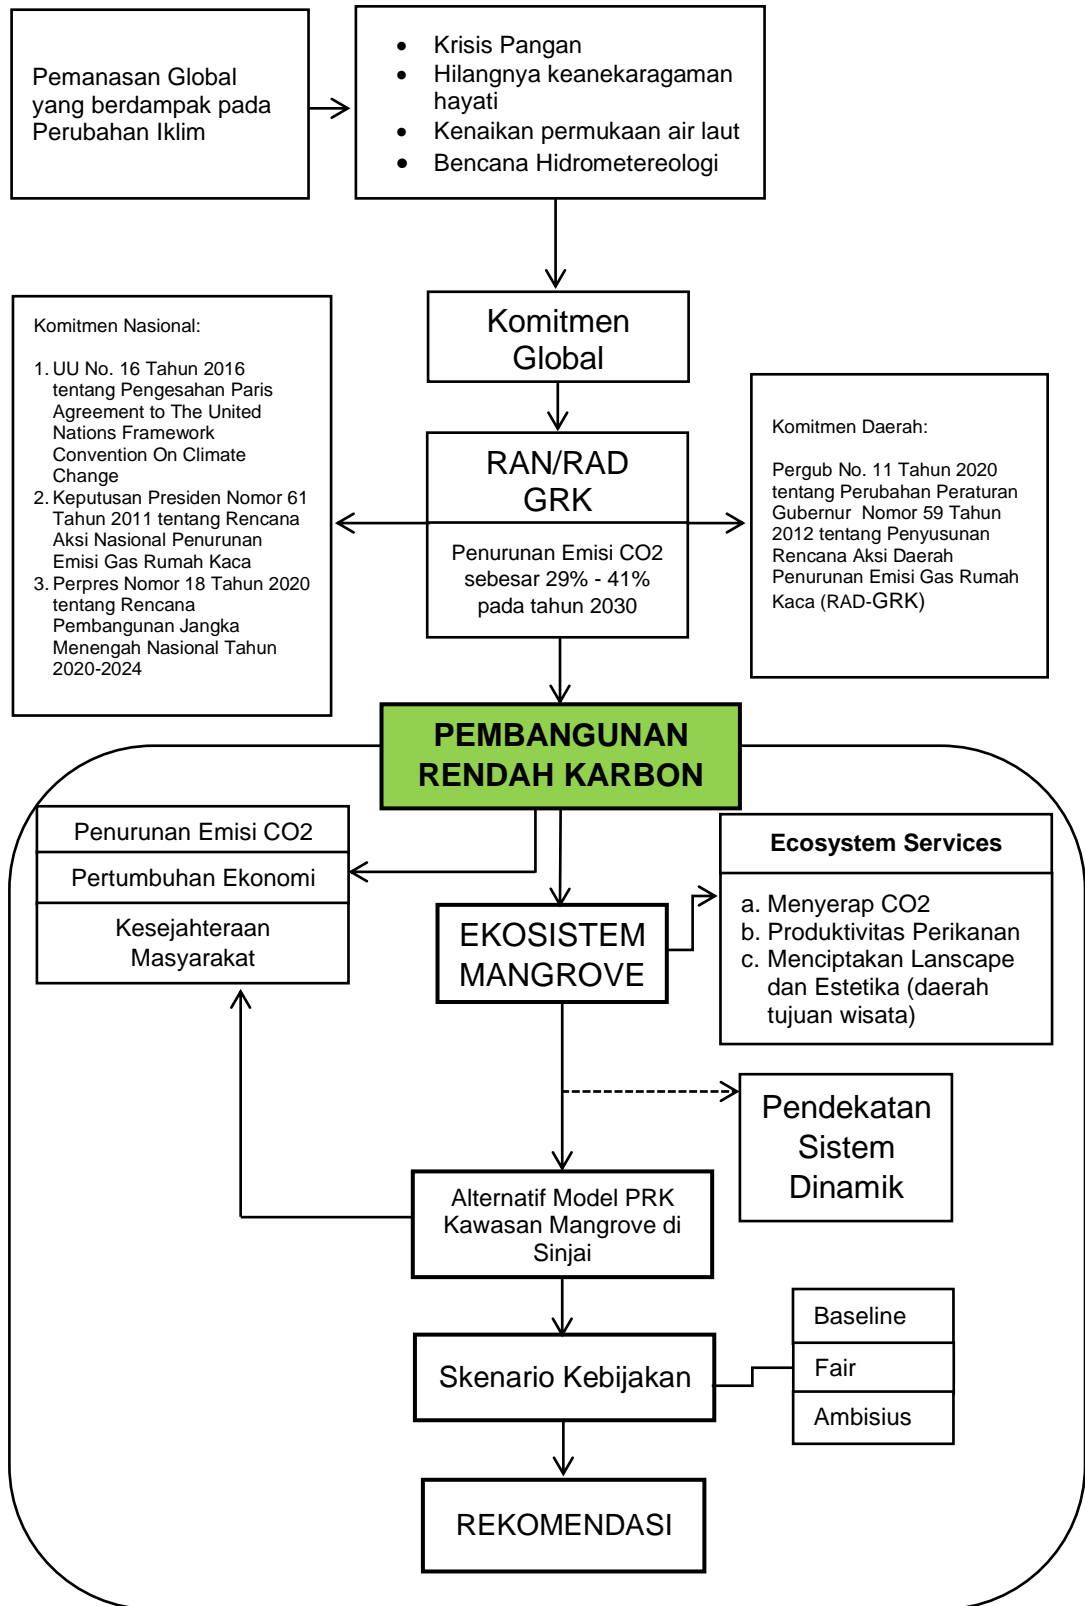 Pemanasan Global
yang berdampak pada
Perubahan Iklim
• Krisis Pangan
• Hilangnya keanekaragaman
hayati
• Kenaikan permukaan air laut
• Bencana Hidrometereologi
Komitmen
Global
Komitmen Nasional:
1. UU No. 16 Tahun 2016
tentang Pengesahan Paris
Agreement to The United
Nations Framework
Convention On Climate
Change
2. Keputusan Presiden Nomor 61
Tahun 2011 tentang Rencana
Aksi Nasional Penurunan
Emisi Gas Rumah Kaca
3. Perpres Nomor 18 Tahun 2020
tentang Rencana
Pembangunan Jangka
Menengah Nasional Tahun
2020-2024
RAN/RAD
GRK
Penurunan Emisi CO2
sebesar 29% - 41%
pada tahun 2030
Komitmen Daerah:
Pergub No. 11 Tahun 2020
tentang Perubahan Peraturan
Gubernur Nomor 59 Tahun
2012 tentang Penyusunan
Rencana Aksi Daerah
Penurunan Emisi Gas Rumah
Kaca (RAD-GRK)
PEMBANGUNAN
RENDAH KARBON
Penurunan Emisi CO2
Pertumbuhan Ekonomi
Kesejahteraan
Masyarakat
EKOSISTEM
MANGROVE
Ecosystem Services
a. Menyerap CO2
b. Produktivitas Perikanan
c. Menciptakan Lanscape
dan Estetika (daerah
tujuan wisata)
Pendekatan
Sistem
Dinamik
Alternatif Model PRK
Kawasan Mangrove di
Sinjai
Skenario Kebijakan
Baseline
Fair
Ambisius
REKOMENDASI